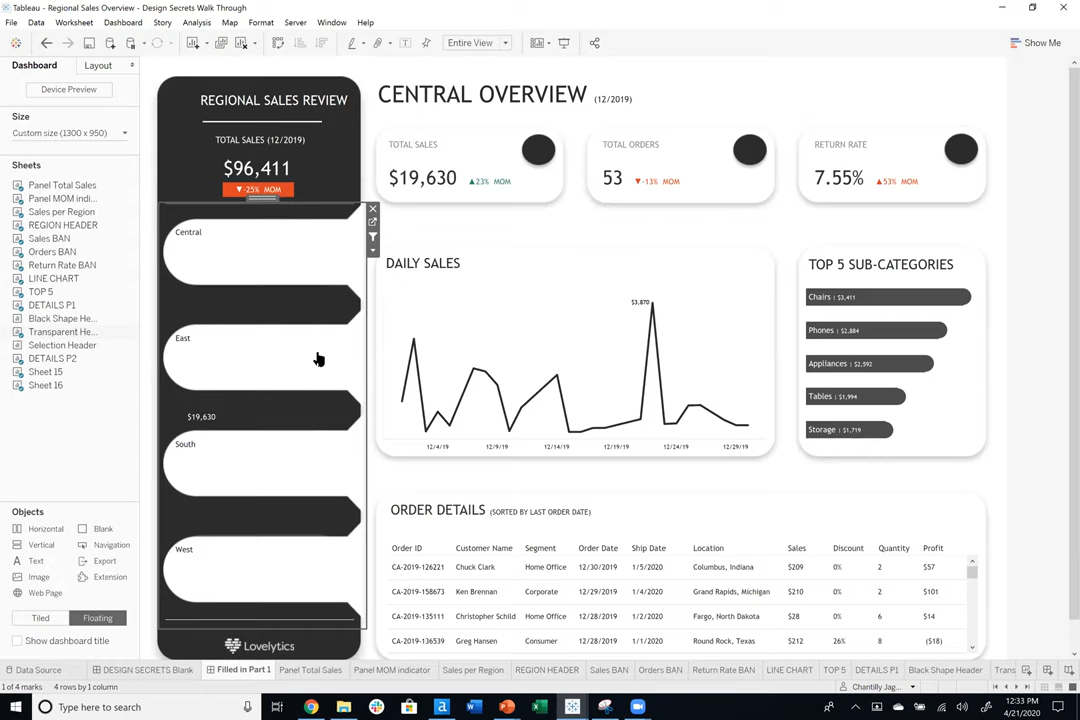 Tableau - Regional Sales Overview - Design Secrets Walk Through
File Data Worksheet Dashboard Story Analysis Map Format Server Window Help
Entire View
Show Me
Dashboard Layout
Device Preview
Size
Custom size (1300 x 950)
Sheets
Panel Total Sales
Panel MOM indi...
Sales per Region
REGION HEADER
Sales BAN
Orders BAN
Return Rate BAN
LINE CHART
TOP 5
DETAILS P1
Black Shape He...
Transparent He...
Selection Header
DETAILS P2
Sheet 15
Sheet 16
Objects
Horizontal Blank
Vertical Navigation
A Text Export
Image Extension
Web Page
Tiled Floating
Show dashboard title
REGIONAL SALES REVIEW
TOTAL SALES (12/2019)
$96,411
▼-25% MOM
Central
East
$19,630
South
West
Lovelytics
CENTRAL OVERVIEW (12/2019)
TOTAL SALES
$19,630 ▲23% MOM
TOTAL ORDERS
53 ▼-13% MOM
RETURN RATE
7.55% ▲53% MOM
DAILY SALES
$3,870
12/4/19 12/9/19 12/14/19 12/19/19 12/24/19 12/29/19
TOP 5 SUB-CATEGORIES
Chairs | $3,411
Phones | $2,884
Appliances | $2,592
Tables | $1,994
Storage | $1,719
ORDER DETAILS (SORTED BY LAST ORDER DATE)
Order ID Customer Name Segment Order Date Ship Date Location Sales Discount Quantity Profit
CA-2019-126221 Chuck Clark Home Office 12/30/2019 1/5/2020 Columbus, Indiana $209 0% 2 $57
CA-2019-158673 Ken Brennan Corporate 12/29/2019 1/4/2020 Grand Rapids, Michigan $210 0% 2 $101
CA-2019-135111 Christopher Schild Home Office 12/28/2019 1/2/2020 Fargo, North Dakota $28 0% 6 $14
CA-2019-136539 Greg Hansen Consumer 12/28/2019 1/1/2020 Round Rock, Texas $212 26% 8 ($18)
Data Source DESIGN SECRETS Blank Filled in Part 1 Panel Total Sales Panel MOM indicator Sales per Region REGION HEADER Sales BAN Orders BAN Return Rate BAN LINE CHART TOP 5 DETAILS P1 Black Shape Header Trans
1 of 4 marks 4 rows by 1 column Chantilly Jag...
Type here to search
12:33 PM
4/21/2020